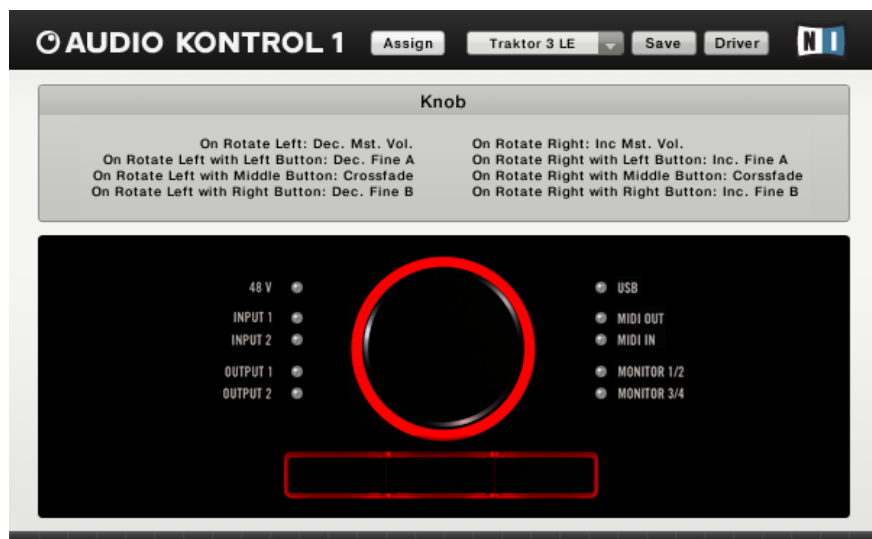 AUDIO KONTROL 1 Assign Traktor 3 LE Save Driver NI
Knob
On Rotate Left: Dec. Mst. Vol. On Rotate Right: Inc Mst. Vol.
On Rotate Left with Left Button: Dec. Fine A On Rotate Right with Left Button: Inc. Fine A
On Rotate Left with Middle Button: Crossfade On Rotate Right with Middle Button: Corssfade
On Rotate Left with Right Button: Dec. Fine B On Rotate Right with Right Button: Inc. Fine B
48 V USB
INPUT 1 MIDI OUT
INPUT 2 MIDI IN
OUTPUT 1 MONITOR 1/2
OUTPUT 2 MONITOR 3/4